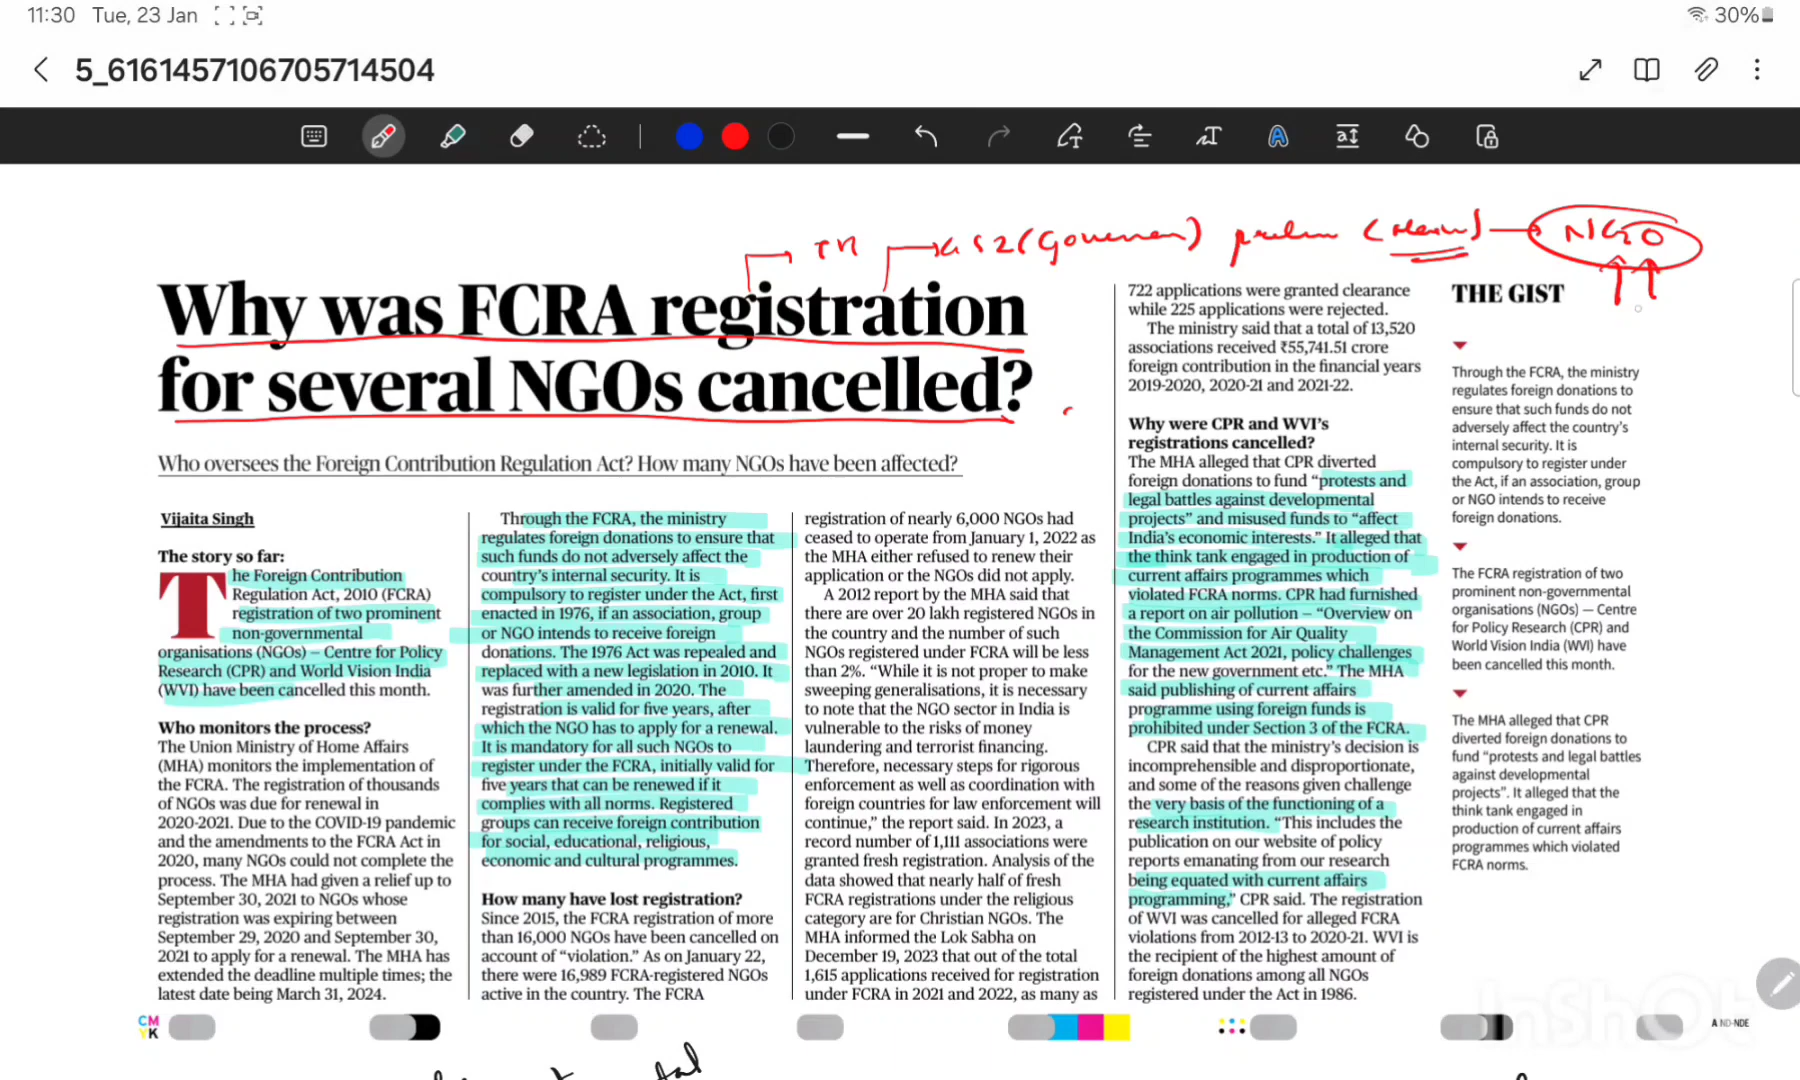 11:30 Tue, 23 Jan
30%
5_6161457106705714504
GS2 (Governan) prelim
NGO
Why was FCRA registration
for several NGOs cancelled?
Who oversees the Foreign Contribution Regulation Act? How many NGOs have been affected?
Vijaita Singh
The story so far:
The Foreign Contribution
Regulation Act, 2010 (FCRA)
registration of two prominent
non-governmental
organisations (NGOs) – Centre for Policy
Research (CPR) and World Vision India
(WVI) have been cancelled this month.
Who monitors the process?
The Union Ministry of Home Affairs
(MHA) monitors the implementation of
the FCRA. The registration of thousands
of NGOs was due for renewal in
2020-2021. Due to the COVID-19 pandemic
and the amendments to the FCRA Act in
2020, many NGOs could not complete the
process. The MHA had given a relief up to
September 30, 2021 to NGOs whose
registration was expiring between
September 29, 2020 and September 30,
2021 to apply for a renewal. The MHA has
extended the deadline multiple times; the
latest date being March 31, 2024.
Through the FCRA, the ministry
regulates foreign donations to ensure that
such funds do not adversely affect the
country's internal security. It is
compulsory to register under the Act, first
enacted in 1976, if an association, group
or NGO intends to receive foreign
donations. The 1976 Act was repealed and
replaced with a new legislation in 2010. It
was further amended in 2020. The
registration is valid for five years, after
which the NGO has to apply for a renewal.
It is mandatory for all such NGOs to
register under the FCRA, initially valid for
five years that can be renewed if it
complies with all norms. Registered
groups can receive foreign contribution
for social, educational, religious,
economic and cultural programmes.
How many have lost registration?
Since 2015, the FCRA registration of more
than 16,000 NGOs have been cancelled on
account of “violation.” As on January 22,
there were 16,989 FCRA-registered NGOs
active in the country. The FCRA
registration of nearly 6,000 NGOs had
ceased to operate from January 1, 2022 as
the MHA either refused to renew their
application or the NGOs did not apply.
A 2012 report by the MHA said that
there are over 20 lakh registered NGOs in
the country and the number of such
NGOs registered under FCRA will be less
than 2%. “While it is not proper to make
sweeping generalisations, it is necessary
to note that the NGO sector in India is
vulnerable to the risks of money
laundering and terrorist financing.
Therefore, necessary steps for rigorous
enforcement as well as coordination with
foreign countries for law enforcement will
continue,” the report said. In 2023, a
record number of 1,111 associations were
granted fresh registration. Analysis of the
data showed that nearly half of fresh
FCRA registrations under the religious
category are for Christian NGOs. The
MHA informed the Lok Sabha on
December 19, 2023 that out of the total
1,615 applications received for registration
under FCRA in 2021 and 2022, as many as
722 applications were granted clearance
while 225 applications were rejected.
The ministry said that a total of 13,520
associations received ₹55,741.51 crore
foreign contribution in the financial years
2019-2020, 2020-21 and 2021-22.
Why were CPR and WVI's
registrations cancelled?
The MHA alleged that CPR diverted
foreign donations to fund “protests and
legal battles against developmental
projects” and misused funds to “affect
India's economic interests.” It alleged that
the think tank engaged in production of
current affairs programmes which
violated FCRA norms. CPR had furnished
a report on air pollution – “Overview on
the Commission for Air Quality
Management Act 2021, policy challenges
for the new government etc.” The MHA
said publishing of current affairs
programme using foreign funds is
prohibited under Section 3 of the FCRA.
CPR said that the ministry's decision is
incomprehensible and disproportionate,
and some of the reasons given challenge
the very basis of the functioning of a
research institution. “This includes the
publication on our website of policy
reports emanating from our research
being equated with current affairs
programming,” CPR said. The registration
of WVI was cancelled for alleged FCRA
violations from 2012-13 to 2020-21. WVI is
the recipient of the highest amount of
foreign donations among all NGOs
registered under the Act in 1986.
THE GIST
Through the FCRA, the ministry
regulates foreign donations to
ensure that such funds do not
adversely affect the country's
internal security. It is
compulsory to register under
the Act, if an association, group
or NGO intends to receive
foreign donations.
The FCRA registration of two
prominent non-governmental
organisations (NGOs) — Centre
for Policy Research (CPR) and
World Vision India (WVI) have
been cancelled this month.
The MHA alleged that CPR
diverted foreign donations to
fund “protests and legal battles
against developmental
projects”. It alleged that the
think tank engaged in
production of current affairs
programmes which violated
FCRA norms.
CM
YK
A ND-NDE
InShOt